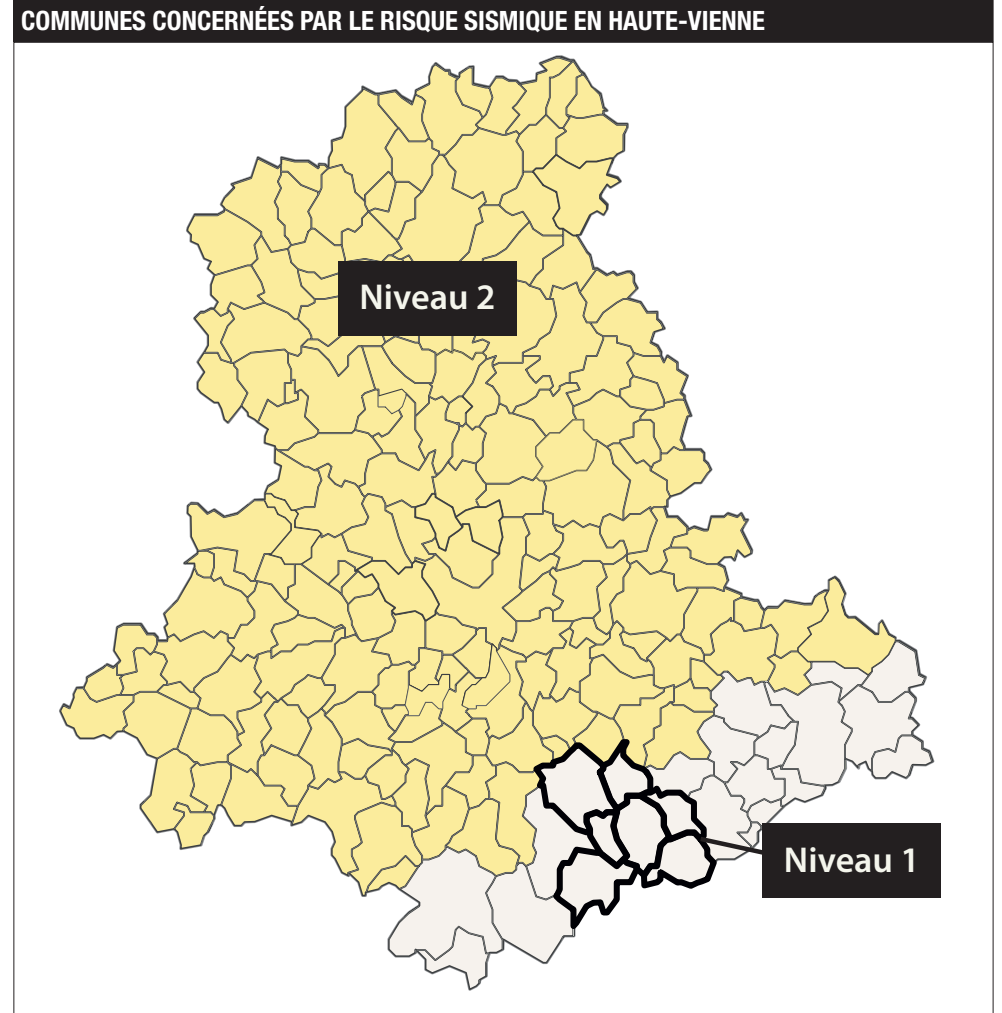 COMMUNES CONCERNÉES PAR LE RISQUE SISMIQUE EN HAUTE-VIENNE
Niveau 2
Niveau 1